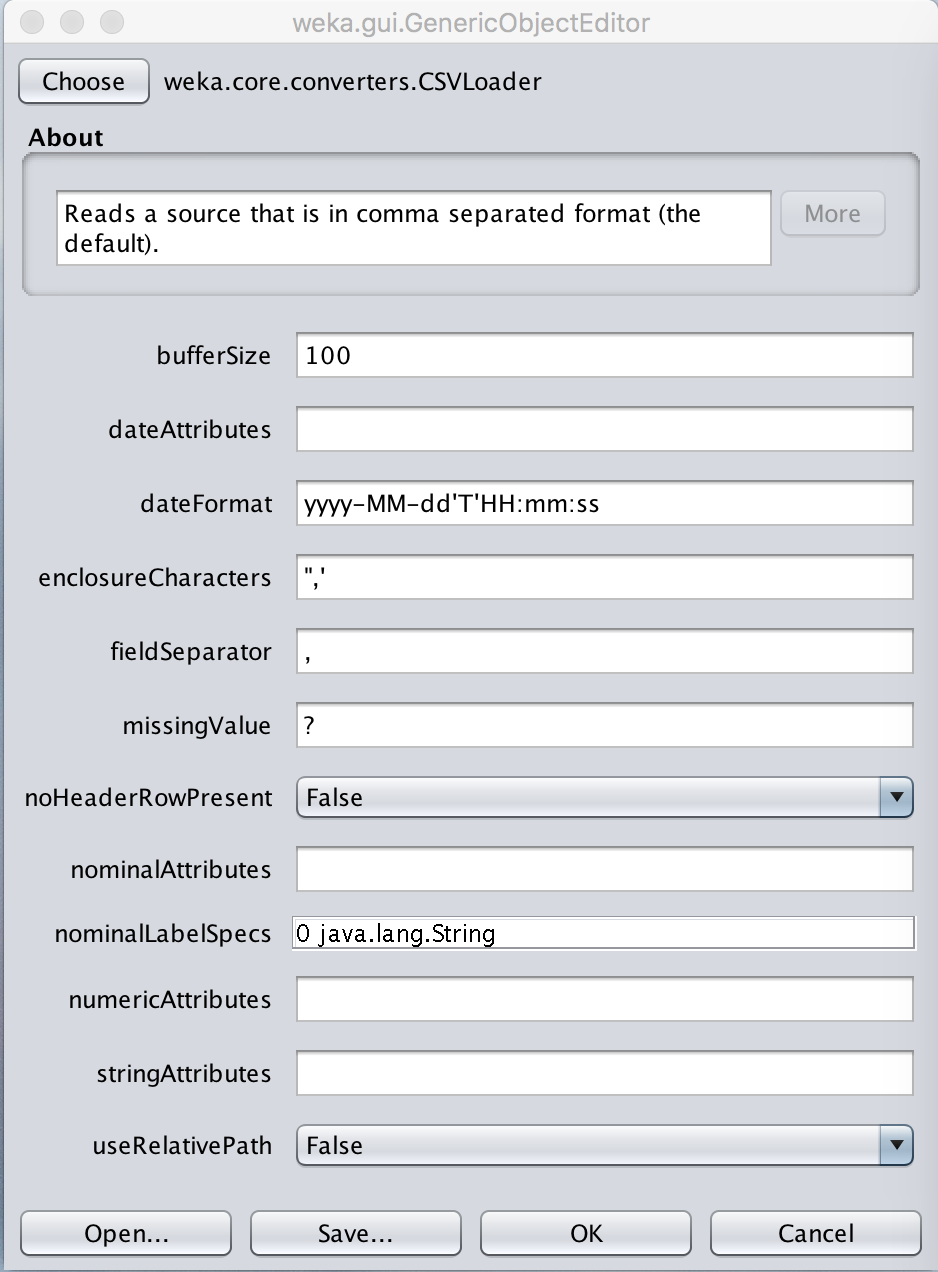 weka.gui.GenericObjectEditor
Choose weka.core.converters.CSVLoader
About
Reads a source that is in comma separated format (the
default).
More
bufferSize 100
dateAttributes
dateFormat yyyy-MM-dd'T'HH:mm:ss
enclosureCharacters ",'
fieldSeparator ,
missingValue ?
noHeaderRowPresent False
nominalAttributes
nominalLabelSpecs 0 java.lang.String
numericAttributes
stringAttributes
useRelativePath False
Open... Save... OK Cancel